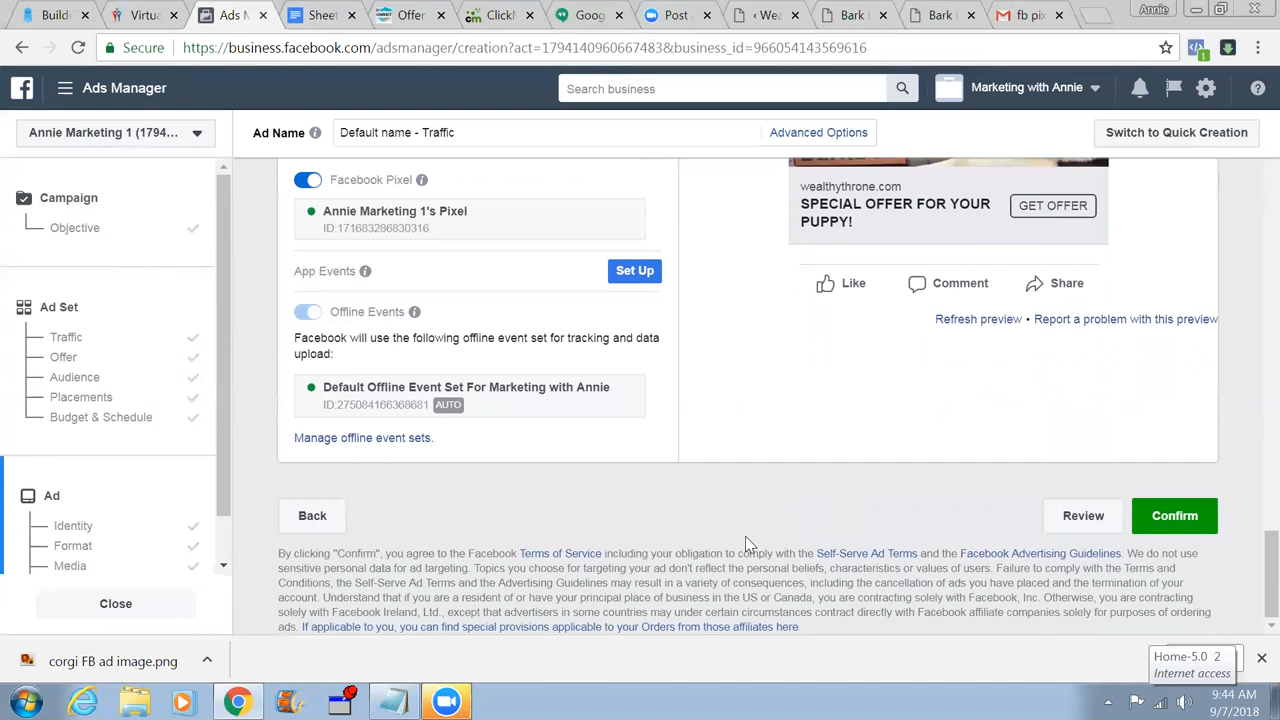 Build
Virtua
Ads M
Sheet
Offer
ClickM
Goog
Post A
‹ Wea
Bark
Bark
fb pix
Annie
Secure
https://business.facebook.com/adsmanager/creation?act=1794140960667483&business_id=966054143569616
1
Ads Manager
Search business
Marketing with Annie
Annie Marketing 1 (1794...
Ad Name
Default name - Traffic
Advanced Options
Switch to Quick Creation
Campaign
Objective
Ad Set
Traffic
Offer
Audience
Placements
Budget & Schedule
Ad
Identity
Format
Media
Close
Facebook Pixel
Annie Marketing 1's Pixel
ID:171683286830316
App Events
Set Up
Offline Events
Facebook will use the following offline event set for tracking and data
upload:
Default Offline Event Set For Marketing with Annie
ID:275084166368681 AUTO
Manage offline event sets.
wealthythrone.com
SPECIAL OFFER FOR YOUR
PUPPY!
GET OFFER
Like
Comment
Share
Refresh preview • Report a problem with this preview
Back
Review
Confirm
By clicking "Confirm", you agree to the Facebook Terms of Service including your obligation to comply with the Self-Serve Ad Terms and the Facebook Advertising Guidelines. We do not use
sensitive personal data for ad targeting. Topics you choose for targeting your ad don't reflect the personal beliefs, characteristics or values of users. Failure to comply with the Terms and
Conditions, the Self-Serve Ad Terms and the Advertising Guidelines may result in a variety of consequences, including the cancellation of ads you have placed and the termination of your
account. Understand that if you are a resident of or have your principal place of business in the US or Canada, you are contracting solely with Facebook, Inc. Otherwise, you are contracting
solely with Facebook Ireland, Ltd., except that advertisers in some countries may under certain circumstances contract directly with Facebook affiliate companies solely for purposes of ordering
ads. If applicable to you, you can find special provisions applicable to your Orders from those affiliates here.
corgi FB ad image.png
Home-5.0 2
Internet access
9:44 AM
9/7/2018